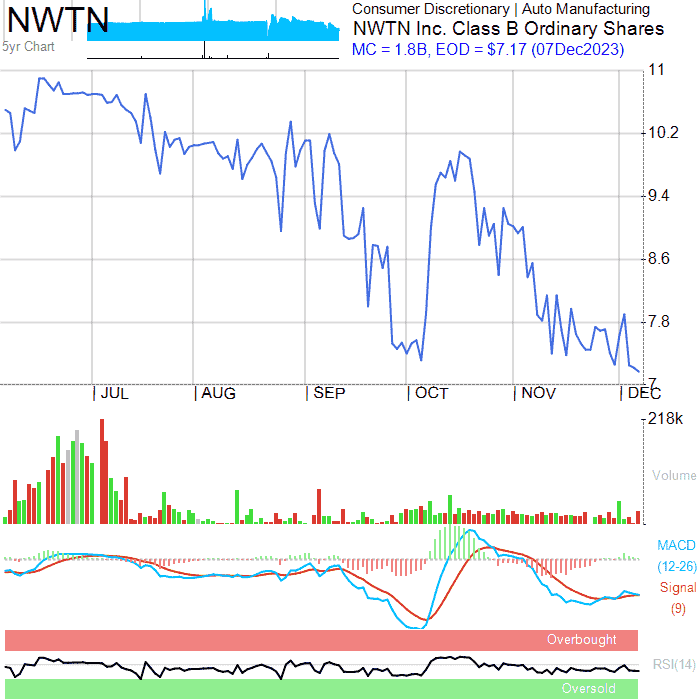 NWTN
5yr Chart
Consumer Discretionary | Auto Manufacturing
NWTN Inc. Class B Ordinary Shares
MC = 1.8B, EOD = $7.17 (07Dec2023)
11
10.2
9.4
8.6
7.8
7
JUL
AUG
SEP
OCT
NOV
DEC
218k
Volume
MACD
(12-26)
Signal
(9)
Overbought
RSI(14)
Oversold